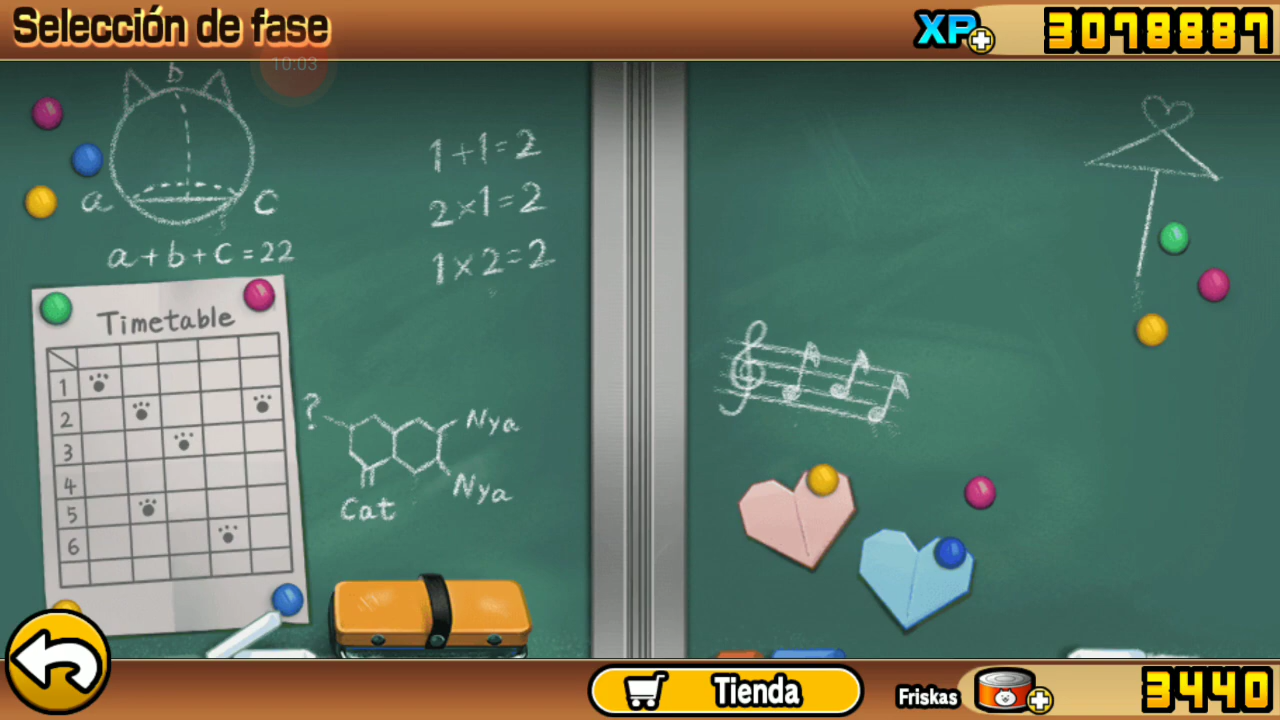 Selección de fase
XP
3078887
10:03
b
a
c
a+b+c=22
1+1=2
2×1=2
1×2=2
Timetable
1
2
3
4
5
6
?
Nya
Nya
Cat
Tienda
Friskas
3440